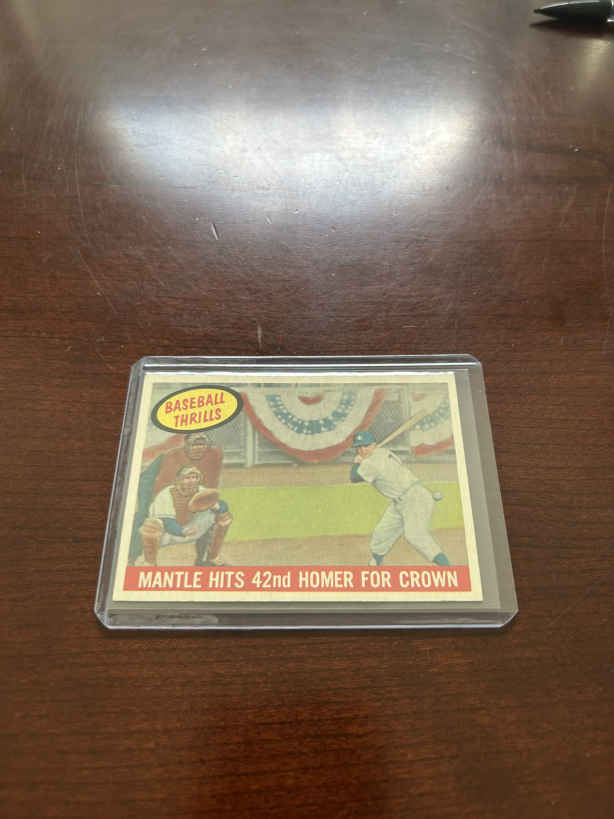 BASEBALL
THRILLS
MANTLE HITS 42nd HOMER FOR CROWN